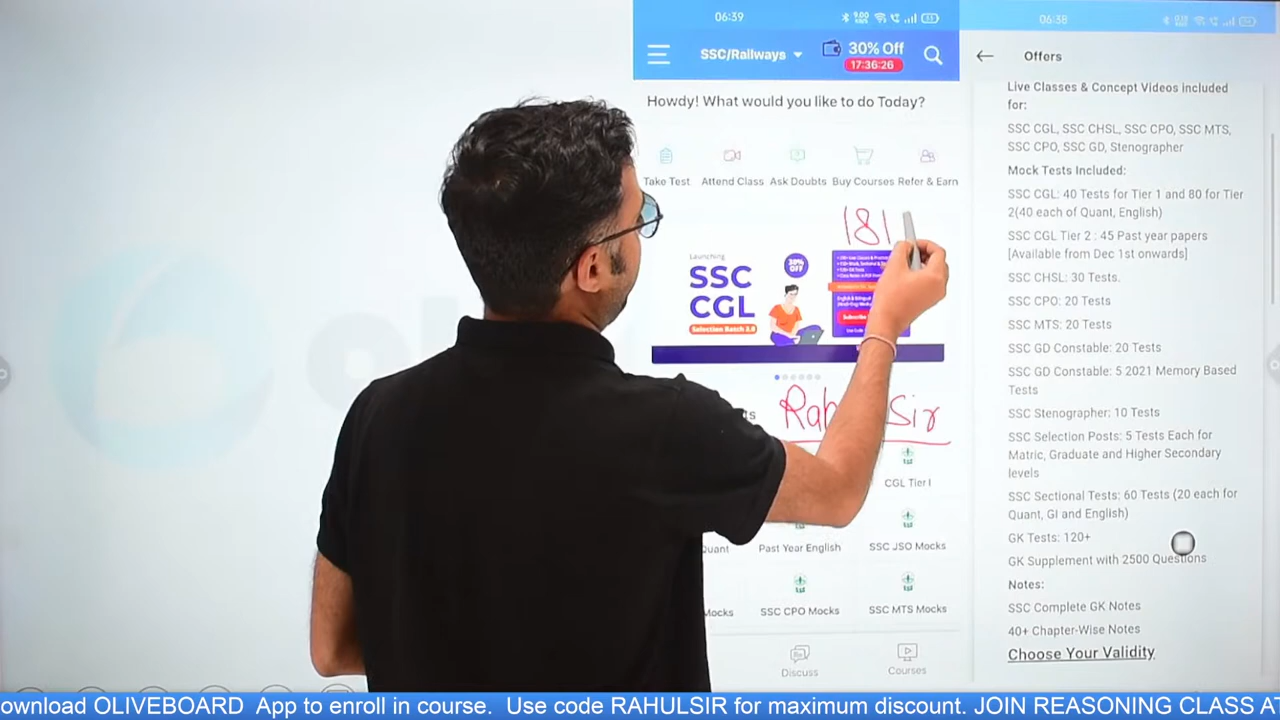 06:39
SSC/Railways
30% Off
17:36:26
Howdy! What would you like to do Today?
Take Test
Attend Class
Ask Doubts
Buy Courses
Refer & Earn
181
Launching
SSC
CGL
Selection Batch 2.0
30%
OFF
Subscribe
Sir
CGL Tier I
Quant
Past Year English
SSC JSO Mocks
Mocks
SSC CPO Mocks
SSC MTS Mocks
Discuss
Courses
06:38
Offers
Live Classes & Concept Videos included
for:
SSC CGL, SSC CHSL, SSC CPO, SSC MTS,
SSC CPO, SSC GD, Stenographer
Mock Tests Included:
SSC CGL: 40 Tests for Tier 1 and 80 for Tier
2(40 each of Quant, English)
SSC CGL Tier 2 : 45 Past year papers
[Available from Dec 1st onwards]
SSC CHSL: 30 Tests.
SSC CPO: 20 Tests
SSC MTS: 20 Tests
SSC GD Constable: 20 Tests
SSC GD Constable: 5 2021 Memory Based
Tests
SSC Stenographer: 10 Tests
SSC Selection Posts: 5 Tests Each for
Matric, Graduate and Higher Secondary
levels
SSC Sectional Tests: 60 Tests (20 each for
Quant, GI and English)
GK Tests: 120+
GK Supplement with 2500 Questions
Notes:
SSC Complete GK Notes
40+ Chapter-Wise Notes
Choose Your Validity
ownload OLIVEBOARD App to enroll in course. Use code RAHULSIR for maximum discount. JOIN REASONING CLASS A